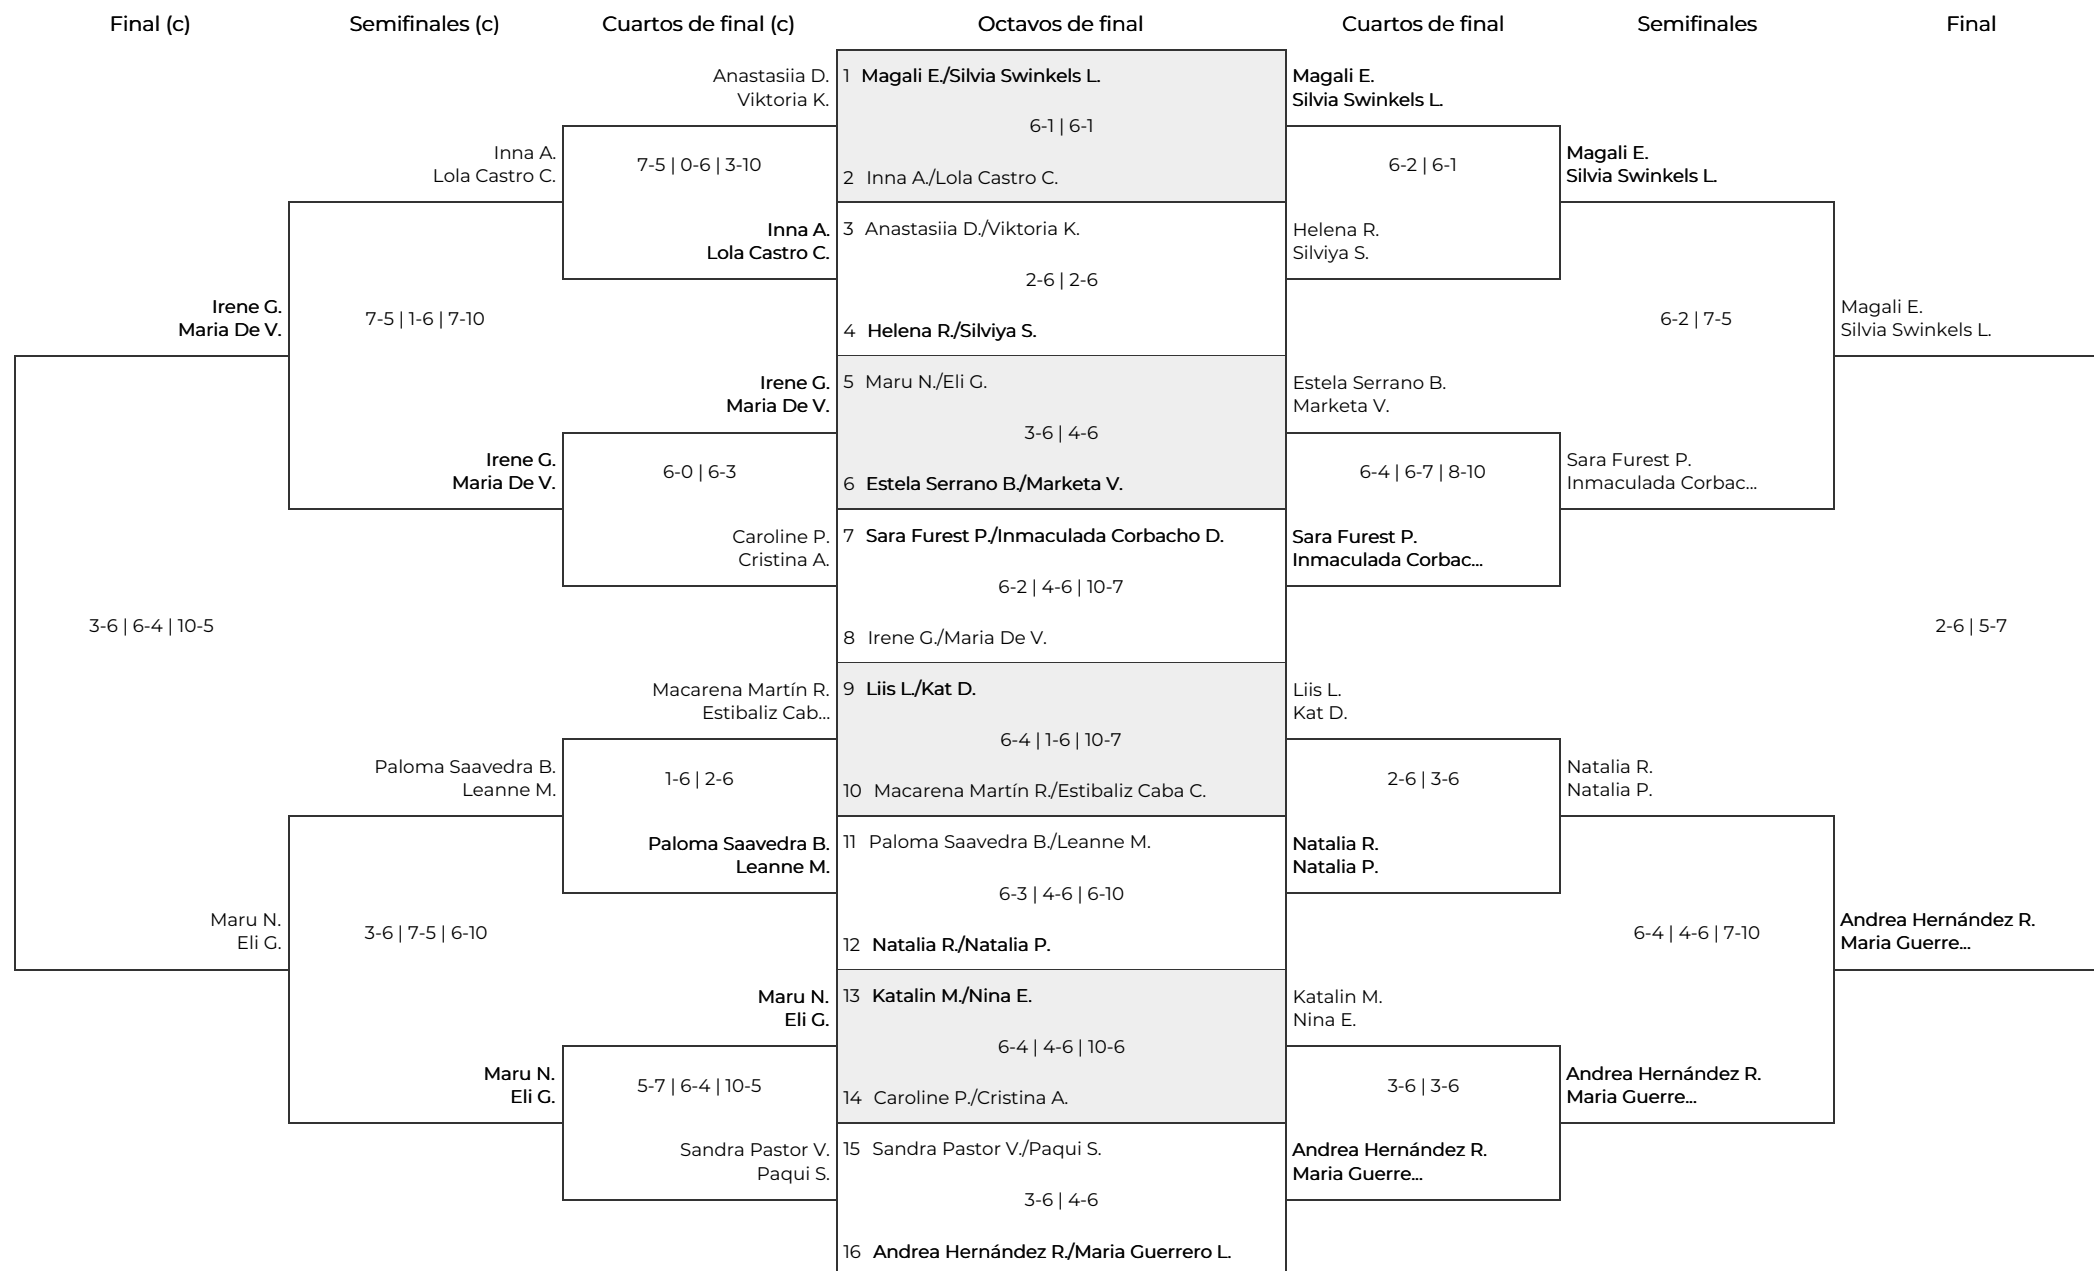 Final (c)
Semifinales (c)
Cuartos de final (c)
Octavos de final
Cuartos de final
Semifinales
Final
Irene G.
Maria De V.
3-6 | 6-4 | 10-5
Maru N.
Eli G.
Inna A.
Lola Castro C.
7-5 | 1-6 | 7-10
Irene G.
Maria De V.
Paloma Saavedra B.
Leanne M.
3-6 | 7-5 | 6-10
Maru N.
Eli G.
Anastasiia D.
Viktoria K.
7-5 | 0-6 | 3-10
Inna A.
Lola Castro C.
Irene G.
Maria De V.
6-0 | 6-3
Caroline P.
Cristina A.
Macarena Martín R.
Estibaliz Cab...
1-6 | 2-6
Paloma Saavedra B.
Leanne M.
Maru N.
Eli G.
5-7 | 6-4 | 10-5
Sandra Pastor V.
Paqui S.
1 Magali E./Silvia Swinkels L.
6-1 | 6-1
2 Inna A./Lola Castro C.
3 Anastasiia D./Viktoria K.
2-6 | 2-6
4 Helena R./Silviya S.
5 Maru N./Eli G.
3-6 | 4-6
6 Estela Serrano B./Marketa V.
7 Sara Furest P./Inmaculada Corbacho D.
6-2 | 4-6 | 10-7
8 Irene G./Maria De V.
9 Liis L./Kat D.
6-4 | 1-6 | 10-7
10 Macarena Martín R./Estibaliz Caba C.
11 Paloma Saavedra B./Leanne M.
6-3 | 4-6 | 6-10
12 Natalia R./Natalia P.
13 Katalin M./Nina E.
6-4 | 4-6 | 10-6
14 Caroline P./Cristina A.
15 Sandra Pastor V./Paqui S.
3-6 | 4-6
16 Andrea Hernández R./Maria Guerrero L.
Magali E.
Silvia Swinkels L.
6-2 | 6-1
Helena R.
Silviya S.
Estela Serrano B.
Marketa V.
6-4 | 6-7 | 8-10
Sara Furest P.
Inmaculada Corbac...
Liis L.
Kat D.
2-6 | 3-6
Natalia R.
Natalia P.
Katalin M.
Nina E.
3-6 | 3-6
Andrea Hernández R.
Maria Guerre...
Magali E.
Silvia Swinkels L.
6-2 | 7-5
Sara Furest P.
Inmaculada Corbac...
Natalia R.
Natalia P.
6-4 | 4-6 | 7-10
Andrea Hernández R.
Maria Guerre...
Magali E.
Silvia Swinkels L.
2-6 | 5-7
Andrea Hernández R.
Maria Guerre...